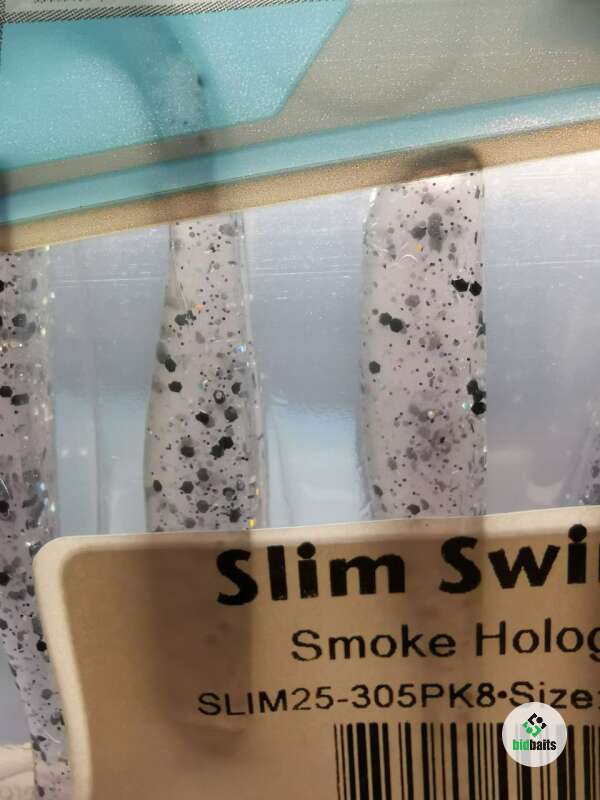 Slim Swi
Smoke Holog
SLIM25-305PK8•Size:
bidbaits